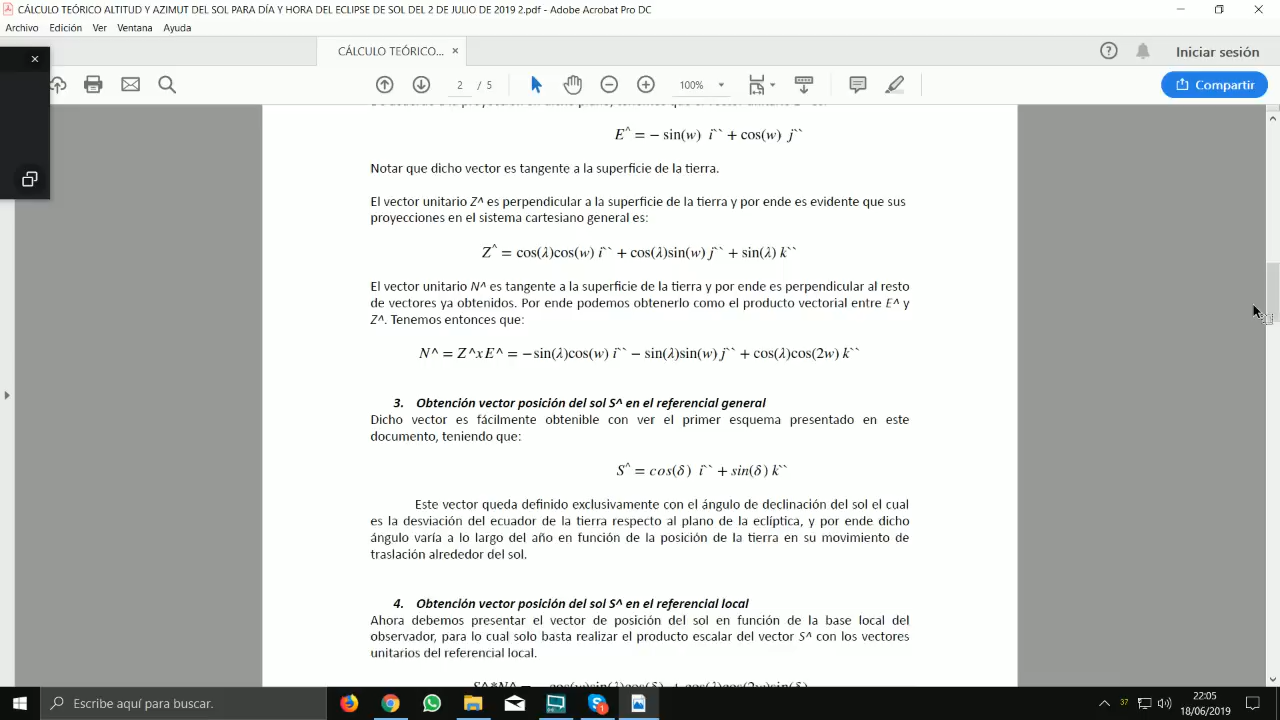 CÁLCULO TEÓRICO ALTITUD Y AZIMUT DEL SOL PARA DÍA Y HORA DEL ECLIPSE DE SOL DEL 2 DE JULIO DE 2019 2.pdf - Adobe Acrobat Pro DC
Archivo Edición Ver Ventana Ayuda
CÁLCULO TEÓRICO... ×
Iniciar sesión
2 / 5
100%
Compartir
E^ = − sin(w) i`` + cos(w) j``
Notar que dicho vector es tangente a la superficie de la tierra.
El vector unitario Z^ es perpendicular a la superficie de la tierra y por ende es evidente que sus
proyecciones en el sistema cartesiano general es:
Z^ = cos(λ)cos(w) i`` + cos(λ)sin(w) j`` + sin(λ) k``
El vector unitario N^ es tangente a la superficie de la tierra y por ende es perpendicular al resto
de vectores ya obtenidos. Por ende podemos obtenerlo como el producto vectorial entre E^ y
Z^. Tenemos entonces que:
N^ = Z^xE^ = −sin(λ)cos(w) i`` − sin(λ)sin(w) j`` + cos(λ)cos(2w) k``
3. Obtención vector posición del sol S^ en el referencial general
Dicho vector es fácilmente obtenible con ver el primer esquema presentado en este
documento, teniendo que:
S^ = cos(δ) i`` + sin(δ) k``
Este vector queda definido exclusivamente con el ángulo de declinación del sol el cual
es la desviación del ecuador de la tierra respecto al plano de la eclíptica, y por ende dicho
ángulo varía a lo largo del año en función de la posición de la tierra en su movimiento de
traslación alrededor del sol.
4. Obtención vector posición del sol S^ en el referencial local
Ahora debemos presentar el vector de posición del sol en función de la base local del
observador, para lo cual solo basta realizar el producto escalar del vector S^ con los vectores
unitarios del referencial local.
Escribe aquí para buscar.
37
22:05
18/06/2019